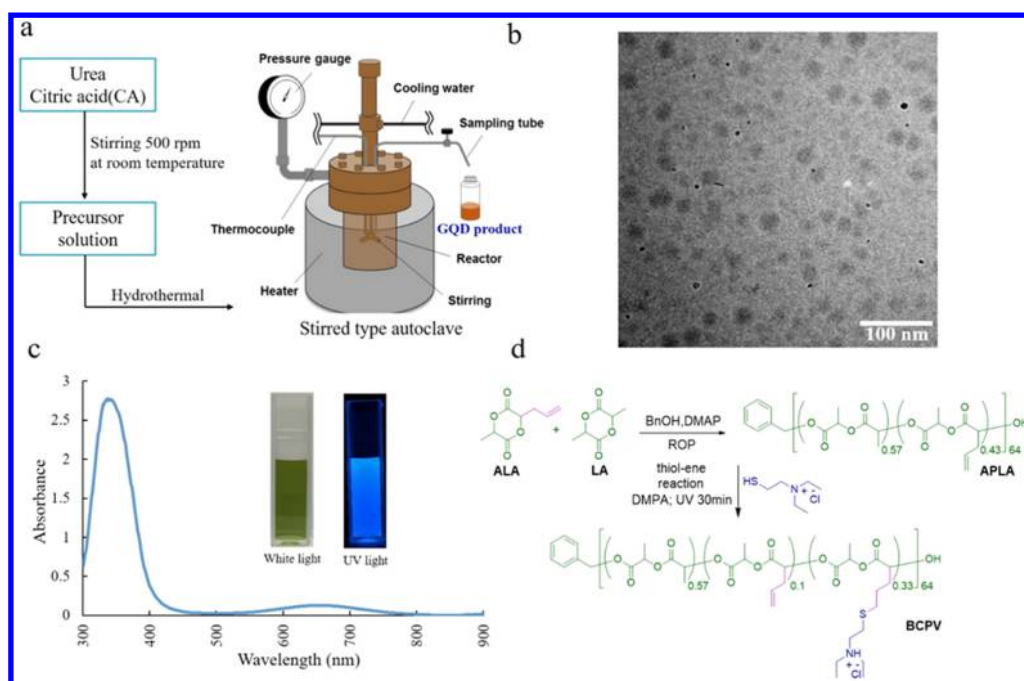 a
Urea
Citric acid(CA)
Stirring 500 rpm
at room temperature
Precursor
solution
Hydrothermal
Pressure gauge
Cooling water
Sampling tube
GQD product
Thermocouple
Reactor
Heater
Stirring
Stirred type autoclave
b
100 nm
c
Absorbance
3
2.5
2
1.5
1
0.5
0
300
400
500
600
700
800
900
Wavelength (nm)
White light
UV light
d
ALA
+
LA
BnOH,DMAP
ROP
thiol-ene
reaction
DMPA; UV 30min
HS
N
+ -
Cl
O O O O O O O O OH
0.57
0.43
64
APLA
O O O O O O O O O O O O OH
0.57
0.1
0.33
64
S
NH
+ -
Cl
BCPV